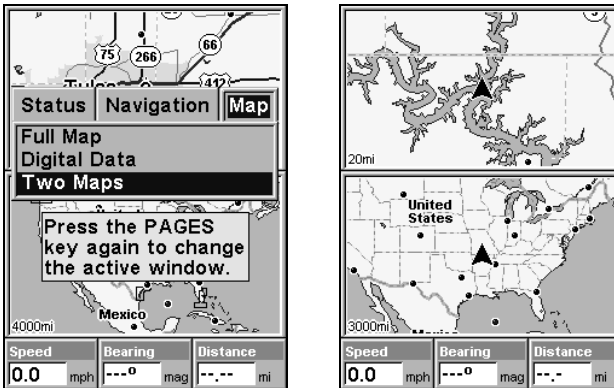 75
266
66
412
Status Navigation Map
Full Map
Digital Data
Two Maps
Press the PAGES
key again to change
the active window.
Mexico
4000mi
Speed Bearing Distance
0.0 mph ---º mag --.-- mi
20mi
United
States
3000mi
Speed Bearing Distance
0.0 mph ---º mag --.-- mi